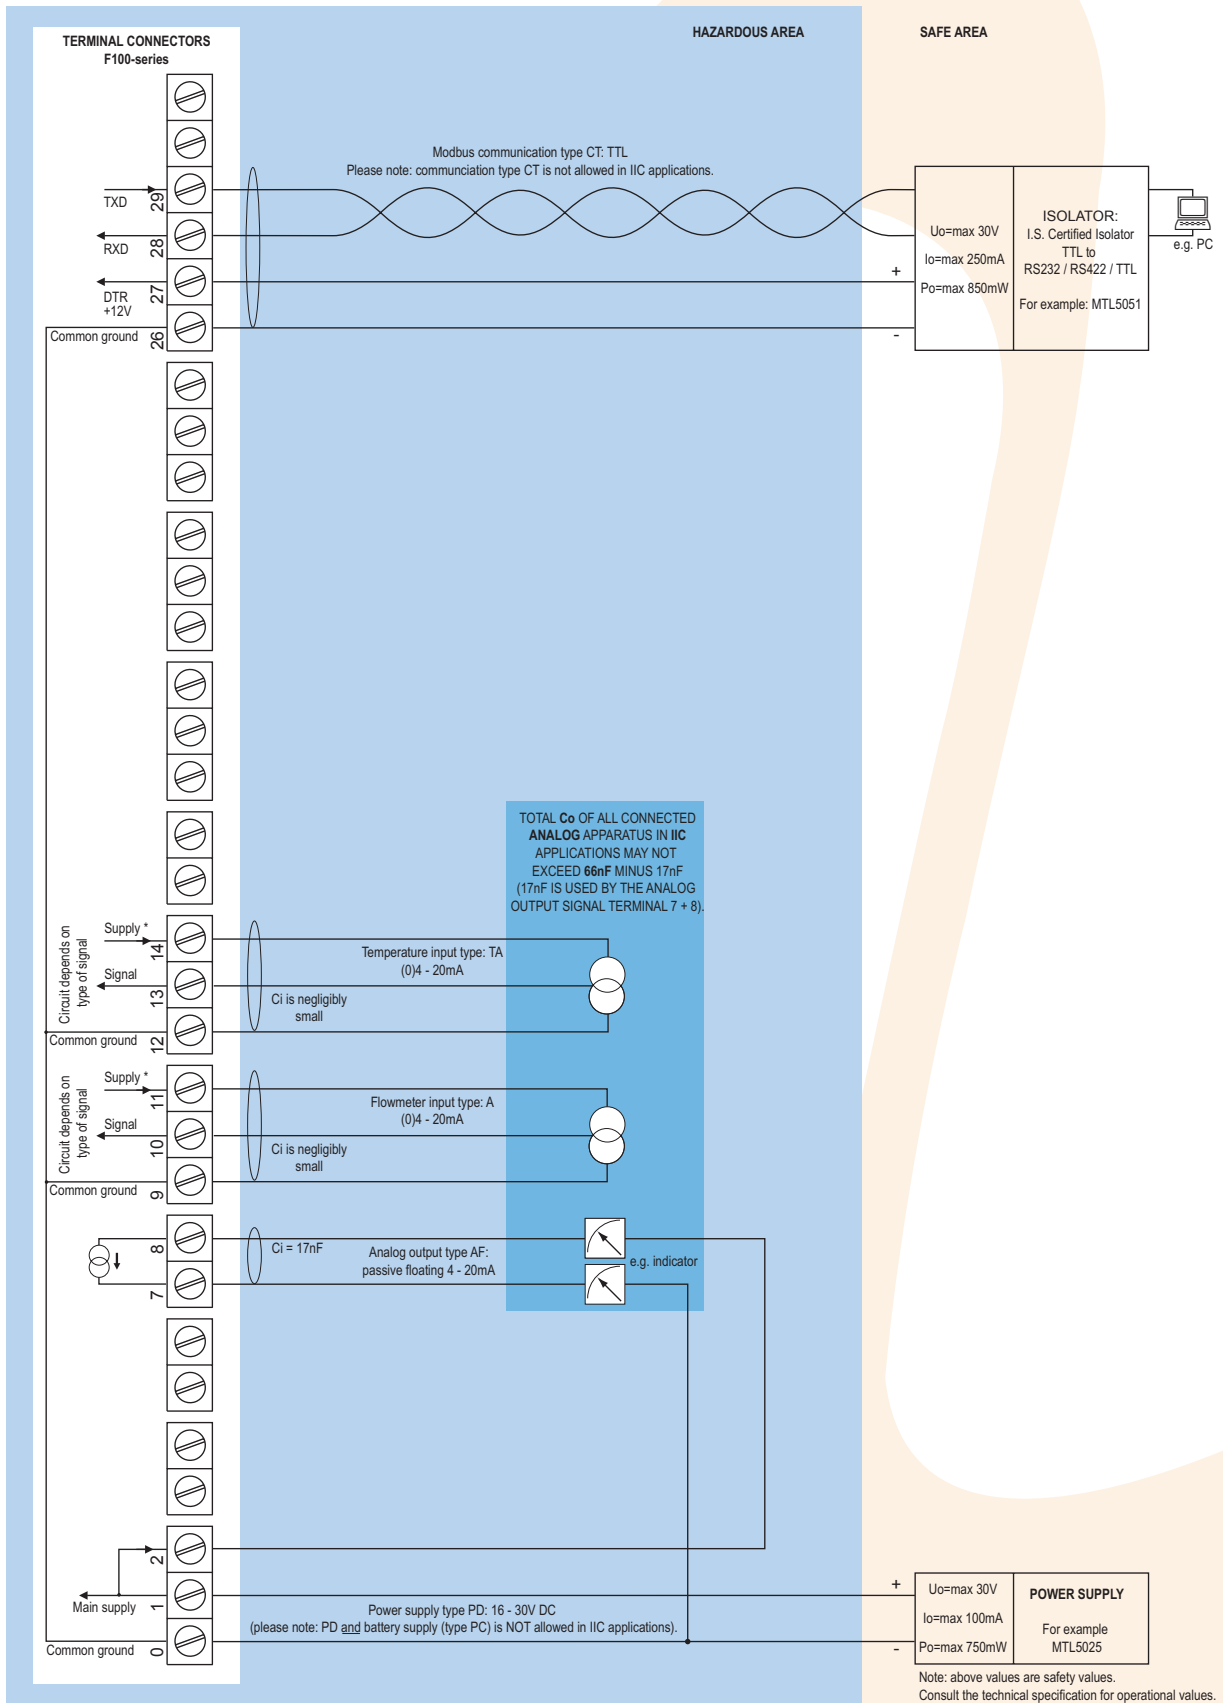 HAZARDOUS AREA
SAFE AREA
TERMINAL CONNECTORS
F100-series
Modbus communication type CT: TTL
Please note: communciation type CT is not allowed in IIC applications.
TXD
29
RXD
28
DTR
+12V
27
Common ground
26
+
-
Uo=max 30V
Io=max 250mA
Po=max 850mW
ISOLATOR:
I.S. Certified Isolator
TTL to
RS232 / RS422 / TTL
For example: MTL5051
e.g. PC
TOTAL Co OF ALL CONNECTED
ANALOG APPARATUS IN IIC
APPLICATIONS MAY NOT
EXCEED 66nF MINUS 17nF
(17nF IS USED BY THE ANALOG
OUTPUT SIGNAL TERMINAL 7 + 8).
Circuit depends on
type of signal
Supply *
14
Signal
13
Common ground
12
Temperature input type: TA
(0)4 - 20mA
Ci is negligibly
small
Circuit depends on
type of signal
Supply *
11
Signal
10
Common ground
9
Flowmeter input type: A
(0)4 - 20mA
Ci is negligibly
small
8
7
Ci = 17nF
Analog output type AF:
passive floating 4 - 20mA
e.g. indicator
2
Main supply
1
Common ground
0
Power supply type PD: 16 - 30V DC
(please note: PD and battery supply (type PC) is NOT allowed in IIC applications).
+
-
Uo=max 30V
Io=max 100mA
Po=max 750mW
POWER SUPPLY
For example
MTL5025
Note: above values are safety values.
Consult the technical specification for operational values.